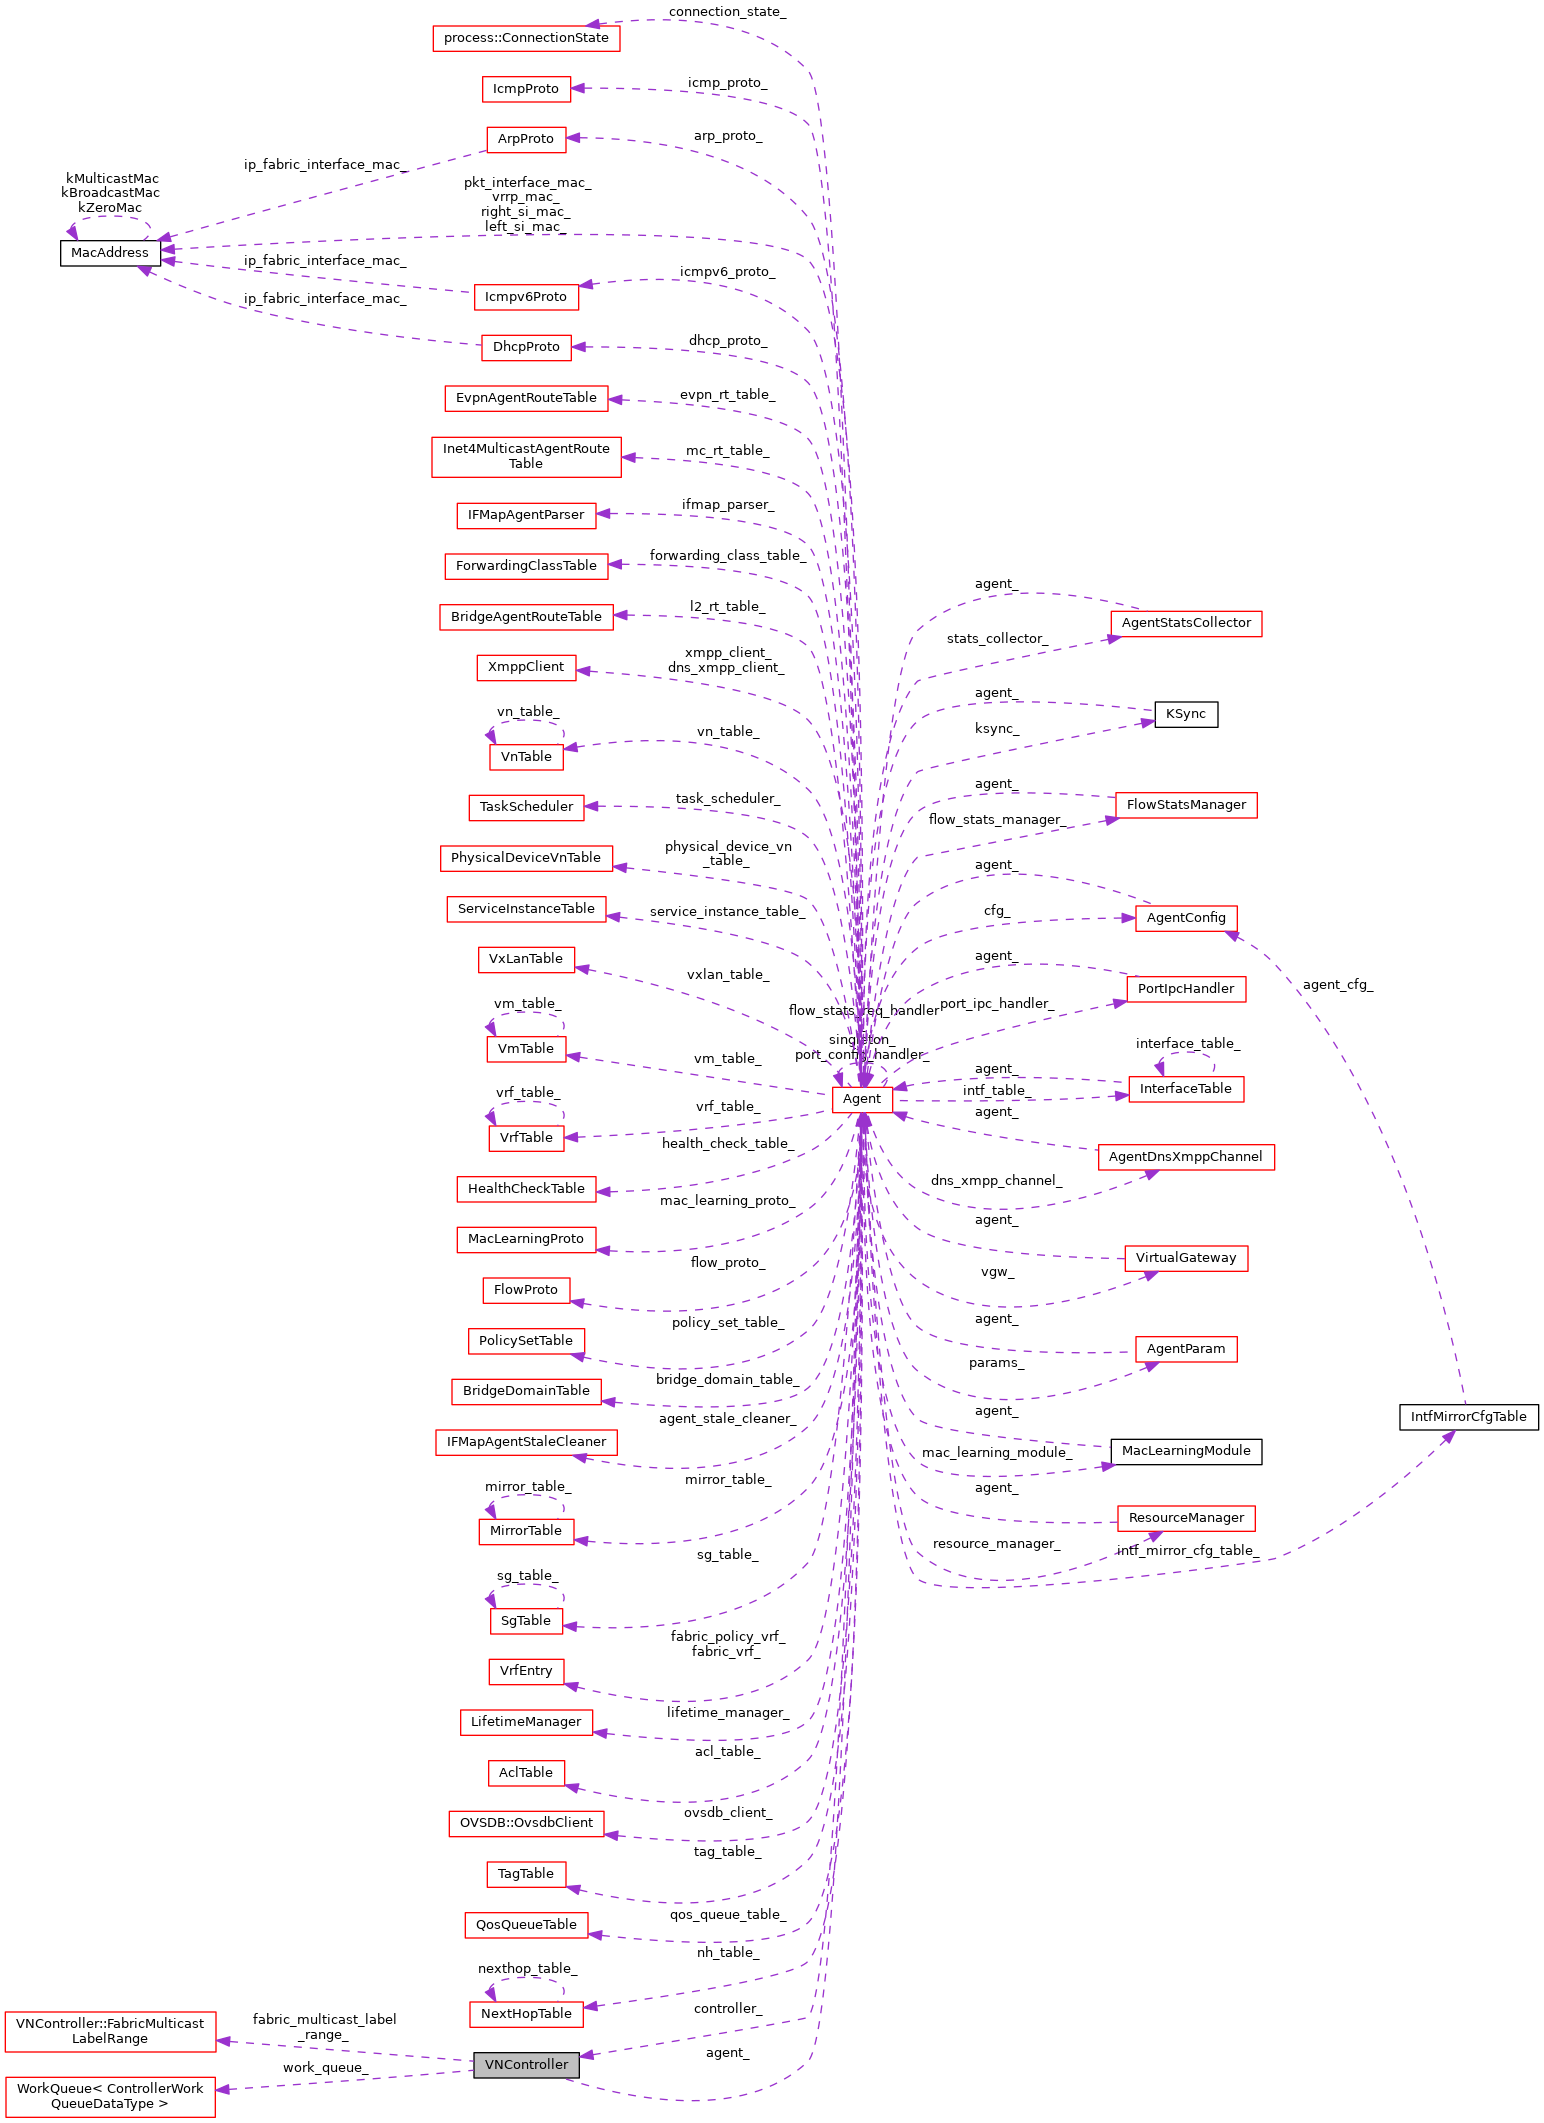 connection_state_
process::ConnectionState
icmp_proto_
IcmpProto
arp_proto_
ArpProto
ip_fabric_interface_mac_
kMulticastMac
kBroadcastMac
kZeroMac
pkt_interface_mac_
vrrp_mac_
right_si_mac_
left_si_mac_
MacAddress
ip_fabric_interface_mac_
icmpv6_proto_
Icmpv6Proto
ip_fabric_interface_mac_
dhcp_proto_
DhcpProto
evpn_rt_table_
EvpnAgentRouteTable
mc_rt_table_
Inet4MulticastAgentRoute
Table
ifmap_parser_
IFMapAgentParser
forwarding_class_table_
ForwardingClassTable
agent_
l2_rt_table_
BridgeAgentRouteTable
AgentStatsCollector
stats_collector_
xmpp_client_
dns_xmpp_client_
XmppClient
agent_
vn_table_
KSync
vn_table_
ksync_
VnTable
agent_
task_scheduler_
TaskScheduler
FlowStatsManager
flow_stats_manager_
physical_device_vn
_table_
PhysicalDeviceVnTable
agent_
service_instance_table_
ServiceInstanceTable
cfg_
AgentConfig
vxlan_table_
VxLanTable
agent_
PortIpcHandler
agent_cfg_
vm_table_
flow_stats_req_handler
_
port_ipc_handler_
singleton_
port_config_handler_
interface_table_
VmTable
vm_table_
agent_
InterfaceTable
intf_table_
vrf_table_
Agent
vrf_table_
agent_
VrfTable
health_check_table_
AgentDnsXmppChannel
HealthCheckTable
dns_xmpp_channel_
mac_learning_proto_
agent_
MacLearningProto
flow_proto_
VirtualGateway
vgw_
FlowProto
policy_set_table_
agent_
PolicySetTable
AgentParam
params_
bridge_domain_table_
BridgeDomainTable
agent_
agent_stale_cleaner_
IntfMirrorCfgTable
IFMapAgentStaleCleaner
mac_learning_module_
MacLearningModule
mirror_table_
mirror_table_
agent_
MirrorTable
ResourceManager
sg_table_
resource_manager_
intf_mirror_cfg_table_
sg_table_
SgTable
fabric_policy_vrf_
fabric_vrf_
VrfEntry
lifetime_manager_
LifetimeManager
acl_table_
AclTable
ovsdb_client_
OVSDB::OvsdbClient
tag_table_
TagTable
qos_queue_table_
QosQueueTable
nh_table_
nexthop_table_
NextHopTable
controller_
fabric_multicast_label
_range_
VNController::FabricMulticast
LabelRange
agent_
VNController
work_queue_
WorkQueue< ControllerWork
QueueDataType >